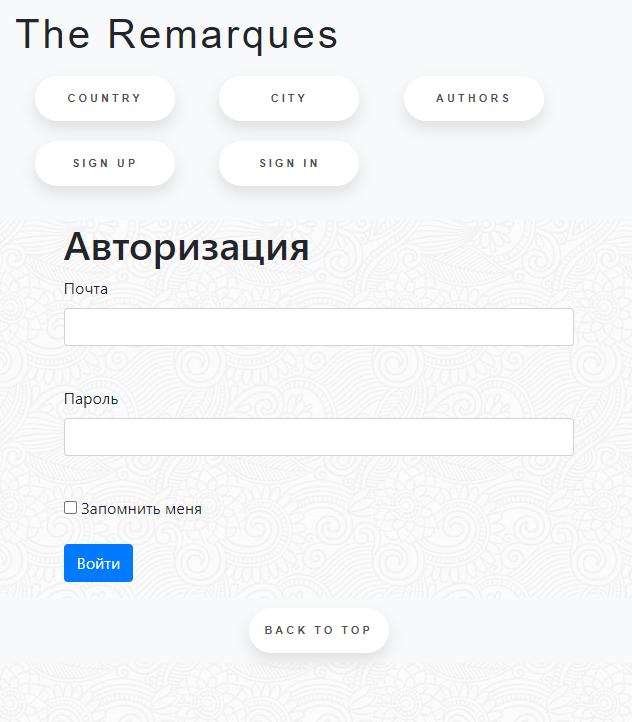 The Remarques
COUNTRY CITY AUTHORS
SIGN UP SIGN IN
Авторизация
Почта
Пароль
Запомнить меня
Войти
BACK TO TOP